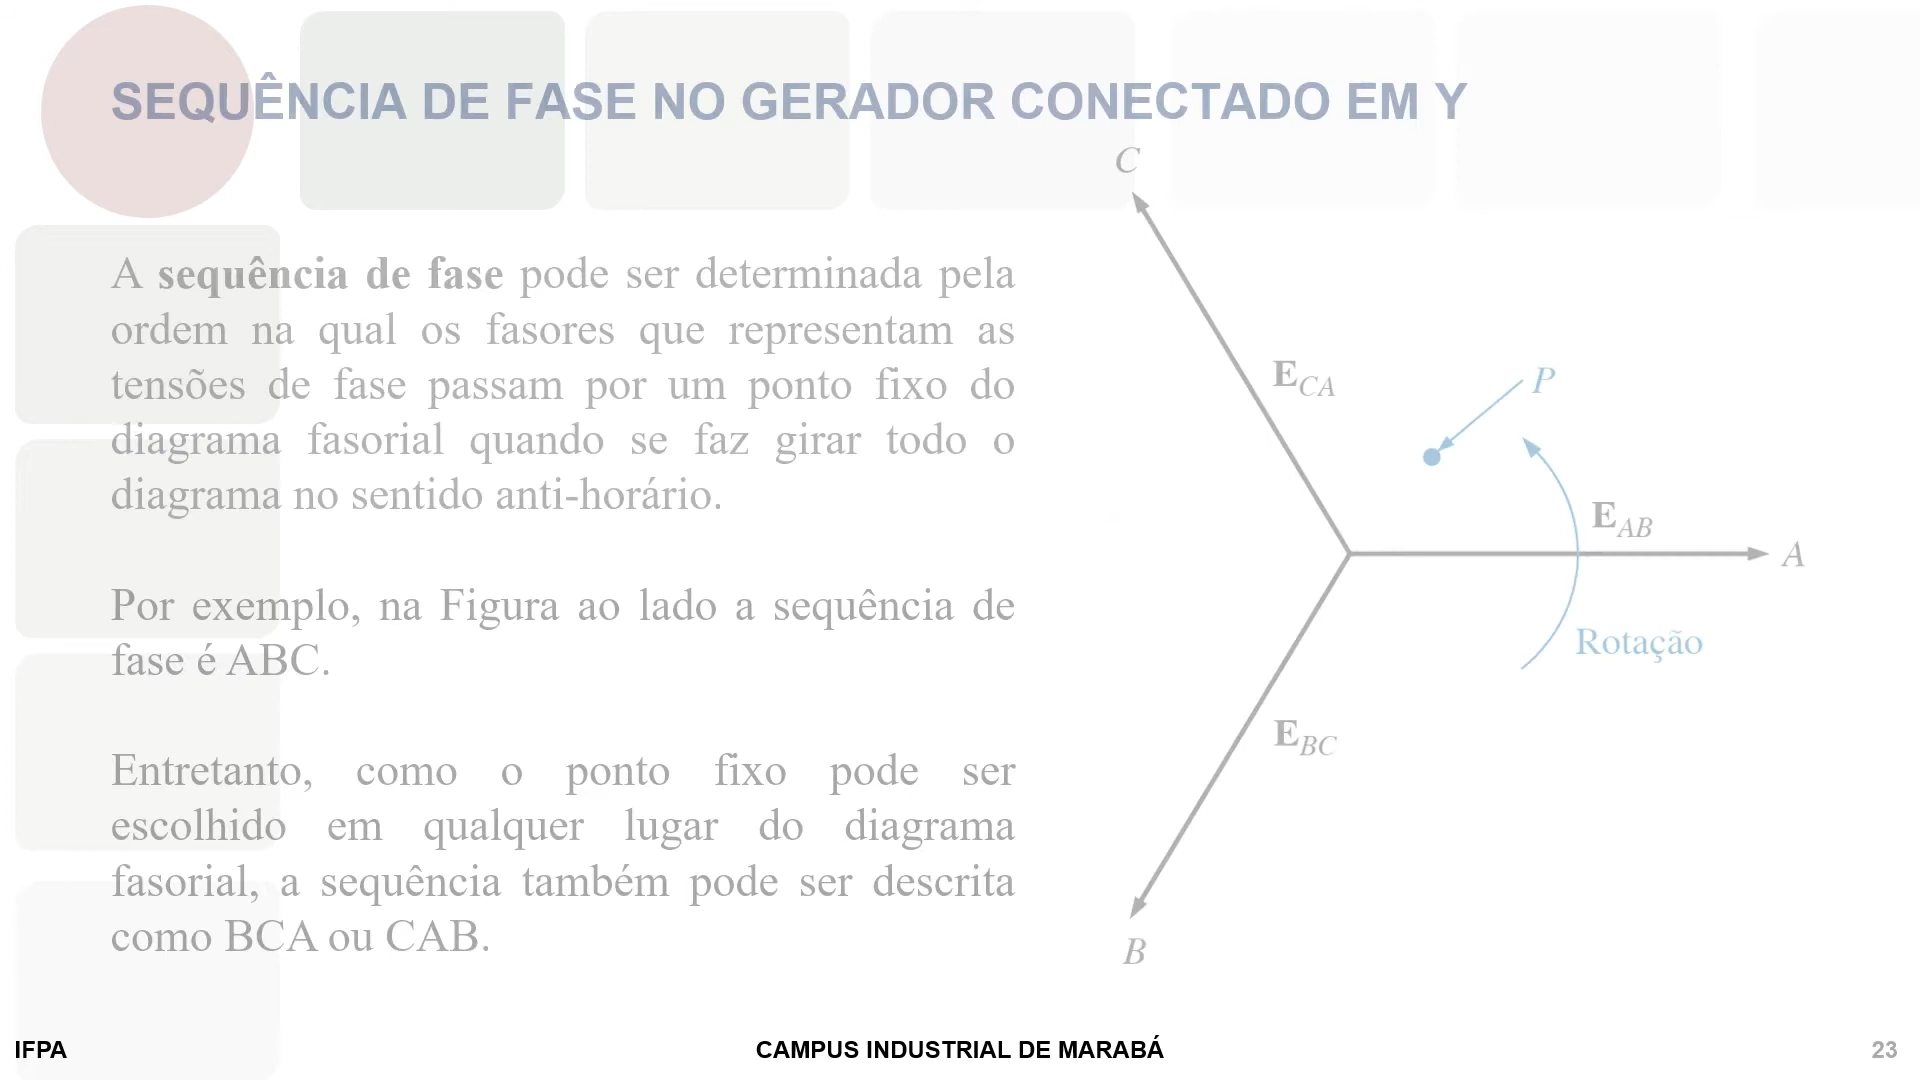 SEQUÊNCIA DE FASE NO GERADOR CONECTADO EM Y
A sequência de fase pode ser determinada pela
ordem na qual os fasores que representam as
tensões de fase passam por um ponto fixo do
diagrama fasorial quando se faz girar todo o
diagrama no sentido anti-horário.
Por exemplo, na Figura ao lado a sequência de
fase é ABC.
Entretanto, como o ponto fixo pode ser
escolhido em qualquer lugar do diagrama
fasorial, a sequência também pode ser descrita
como BCA ou CAB.
C
E_CA
P
E_AB
A
Rotação
E_BC
B
IFPA
CAMPUS INDUSTRIAL DE MARABÁ
23